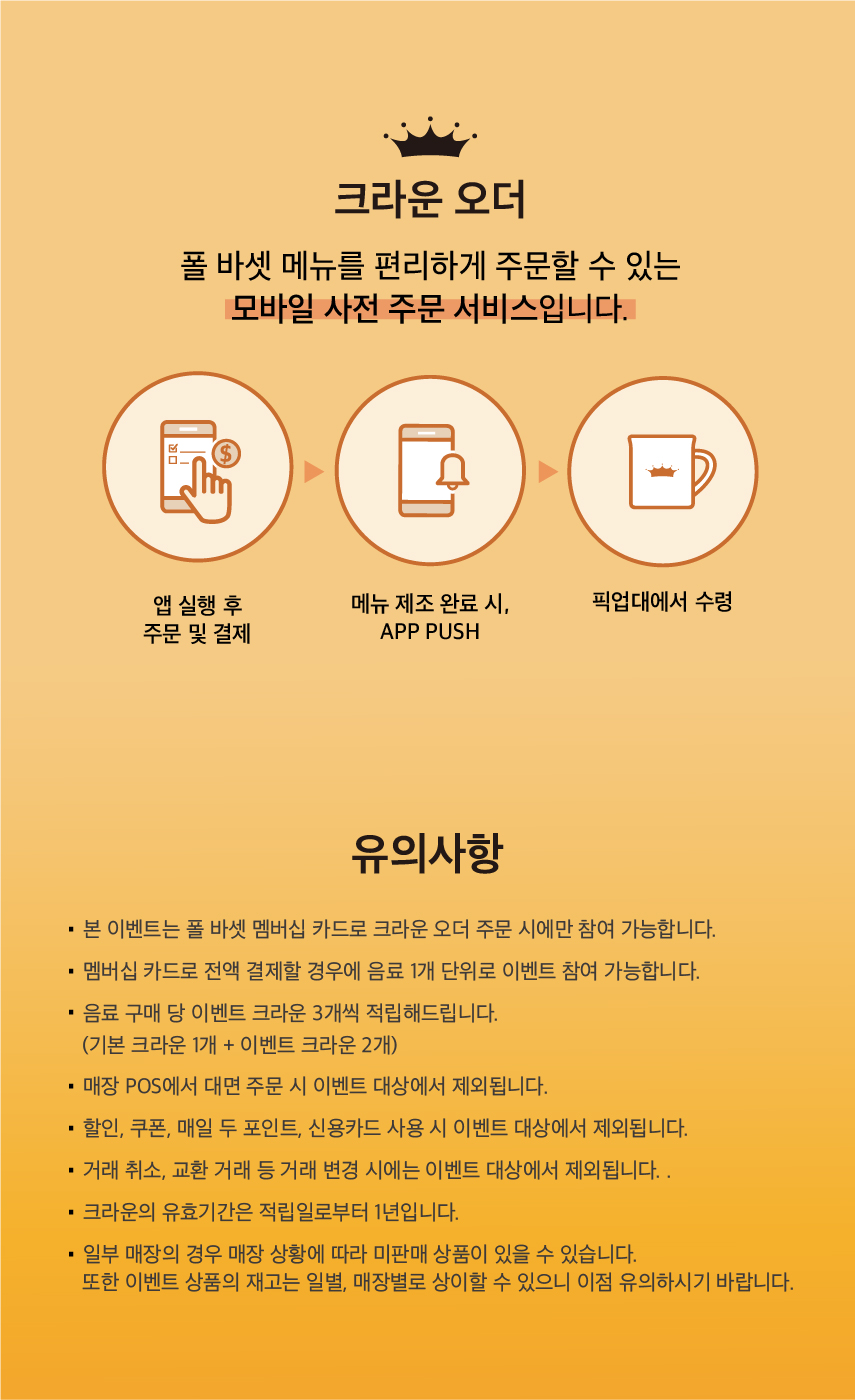 크라운 오더
폴 바셋 메뉴를 편리하게 주문할 수 있는
모바일 사전 주문 서비스입니다.
$
앱 실행 후
주문 및 결제
메뉴 제조 완료 시,
APP PUSH
픽업대에서 수령
유의사항
▪ 본 이벤트는 폴 바셋 멤버십 카드로 크라운 오더 주문 시에만 참여 가능합니다.
▪ 멤버십 카드로 전액 결제할 경우에 음료 1개 단위로 이벤트 참여 가능합니다.
▪ 음료 구매 당 이벤트 크라운 3개씩 적립해드립니다.
(기본 크라운 1개 + 이벤트 크라운 2개)
▪ 매장 POS에서 대면 주문 시 이벤트 대상에서 제외됩니다.
▪ 할인, 쿠폰, 매일 두 포인트, 신용카드 사용 시 이벤트 대상에서 제외됩니다.
▪ 거래 취소, 교환 거래 등 거래 변경 시에는 이벤트 대상에서 제외됩니다. .
▪ 크라운의 유효기간은 적립일로부터 1년입니다.
▪ 일부 매장의 경우 매장 상황에 따라 미판매 상품이 있을 수 있습니다.
또한 이벤트 상품의 재고는 일별, 매장별로 상이할 수 있으니 이점 유의하시기 바랍니다.